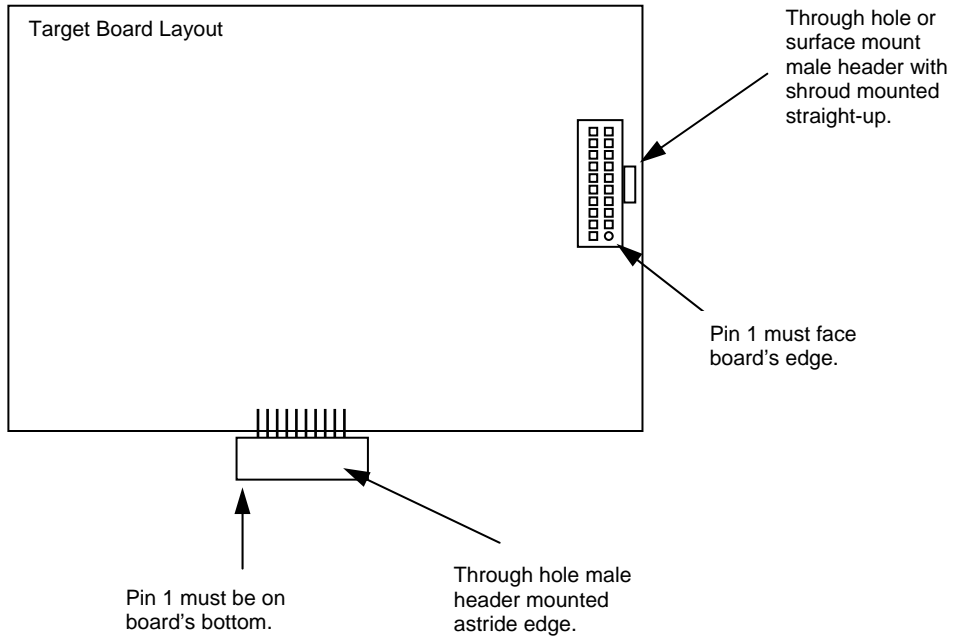 Target Board Layout
Through hole or
surface mount
male header with
shroud mounted
straight-up.
Pin 1 must face
board's edge.
Pin 1 must be on
board's bottom.
Through hole male
header mounted
astride edge.